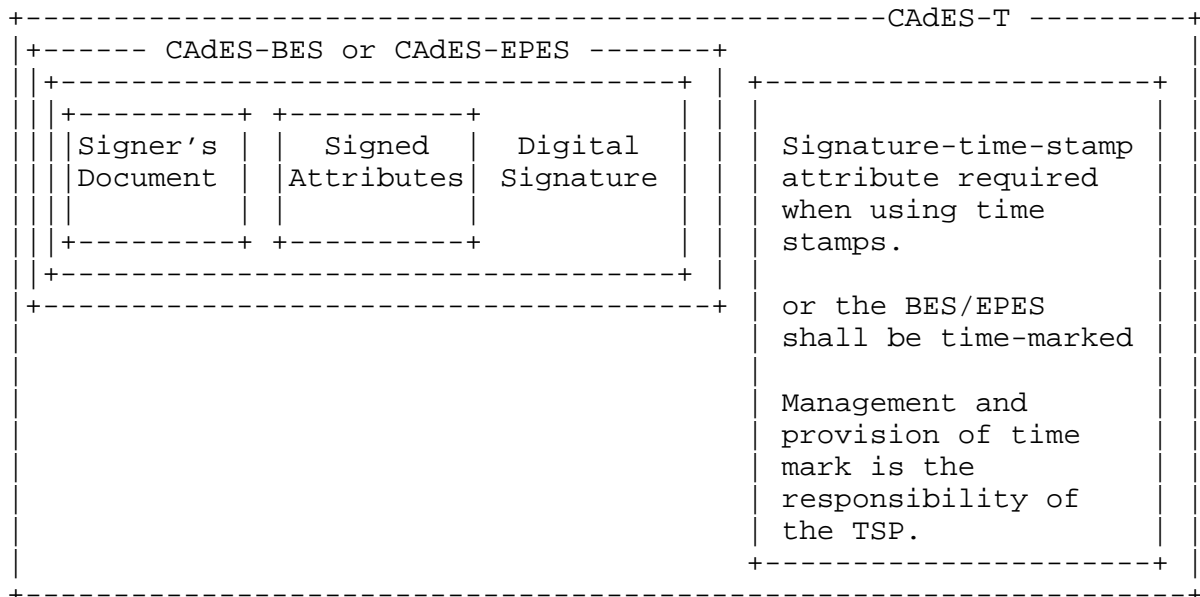 +------------------------------------------------------CAdES-T ---------+
|+------ CAdES-BES or CAdES-EPES -------+                               |
||+-----------------------------------+ | +----------------------+ |
|||+---------+ +----------+            | | |                      | |
||||Signer's | | Signed   | Digital    | | | Signature-time-stamp | |
||||Document | |Attributes| Signature  | | | attribute required   | |
||||         | |          |            | | | when using time      | |
|||+---------+ +----------+            | | | stamps.              | |
||+-----------------------------------+ | |                      | |
|+--------------------------------------+ | or the BES/EPES      | |
|                                         | shall be time-marked | |
|                                         |                      | |
|                                         | Management and       | |
|                                         | provision of time    | |
|                                         | mark is the          | |
|                                         | responsibility of    | |
|                                         | the TSP.             | |
|                                         +----------------------+ |
+-----------------------------------------------------------------------+